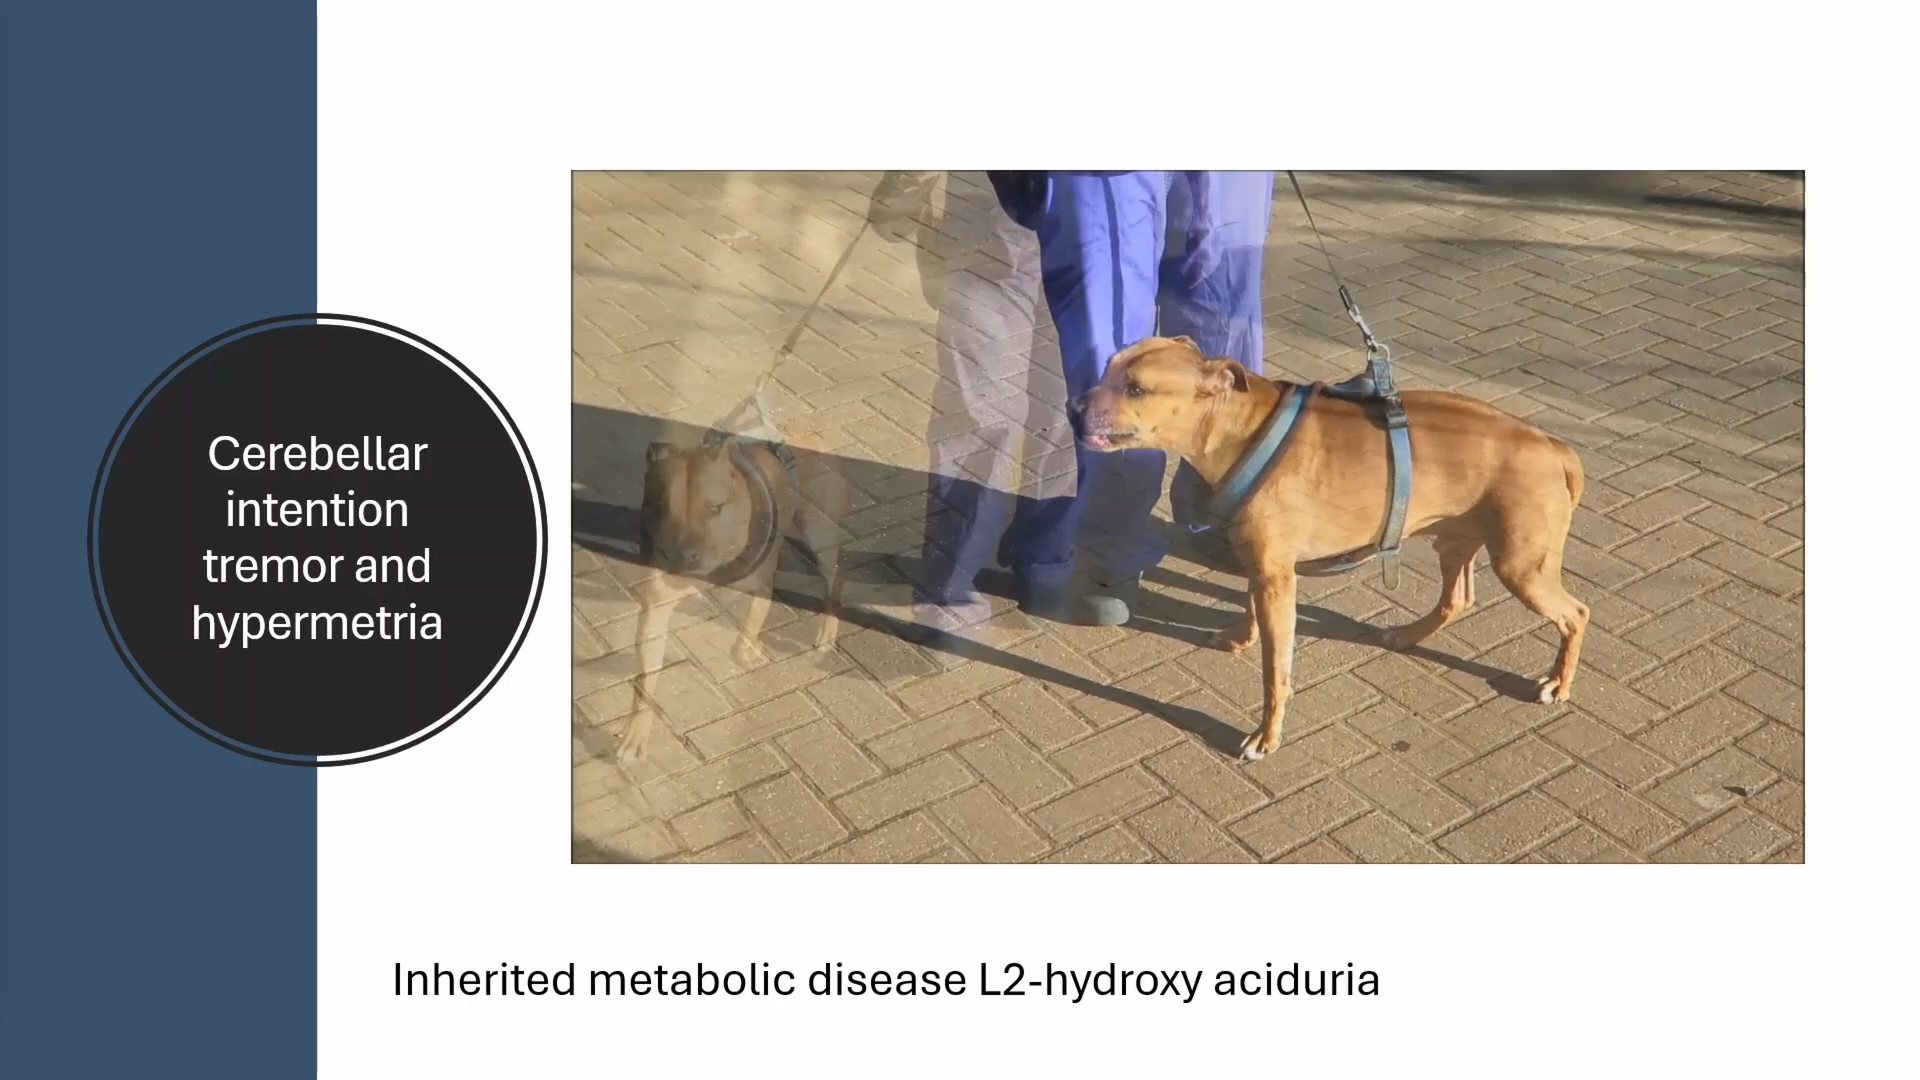 Cerebellar
intention
tremor and
hypermetria
Inherited metabolic disease L2-hydroxy aciduria